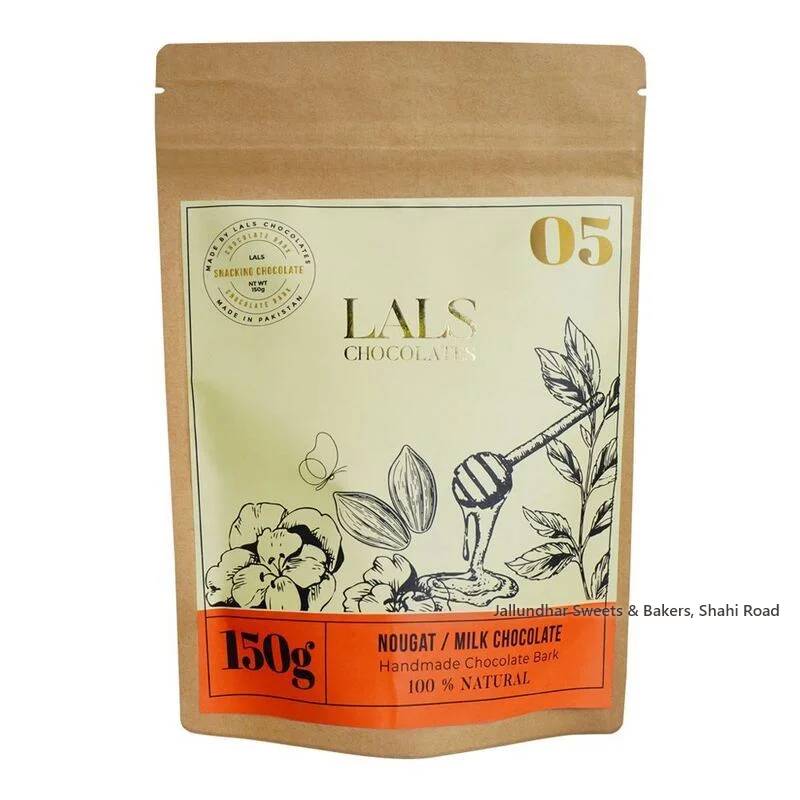 05
MADE BY LALS CHOCOLATES
CHOCOLATE BARK
LALS
SNACKING CHOCOLATE
NT WT
150g
CHOCOLATE BARK
MADE IN PAKISTAN
LALS
CHOCOLATES
Jallundhar Sweets & Bakers, Shahi Road
150g
NOUGAT / MILK CHOCOLATE
Handmade Chocolate Bark
100 % NATURAL